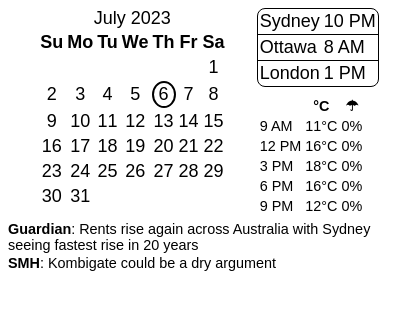 July 2023
Su Mo Tu We Th Fr Sa
1
2 3 4 5 6 7 8
9 10 11 12 13 14 15
16 17 18 19 20 21 22
23 24 25 26 27 28 29
30 31
Sydney 10 PM
Ottawa 8 AM
London 1 PM
°C ☂
9 AM 11°C 0%
12 PM 16°C 0%
3 PM 18°C 0%
6 PM 16°C 0%
9 PM 12°C 0%
Guardian: Rents rise again across Australia with Sydney
seeing fastest rise in 20 years
SMH: Kombigate could be a dry argument